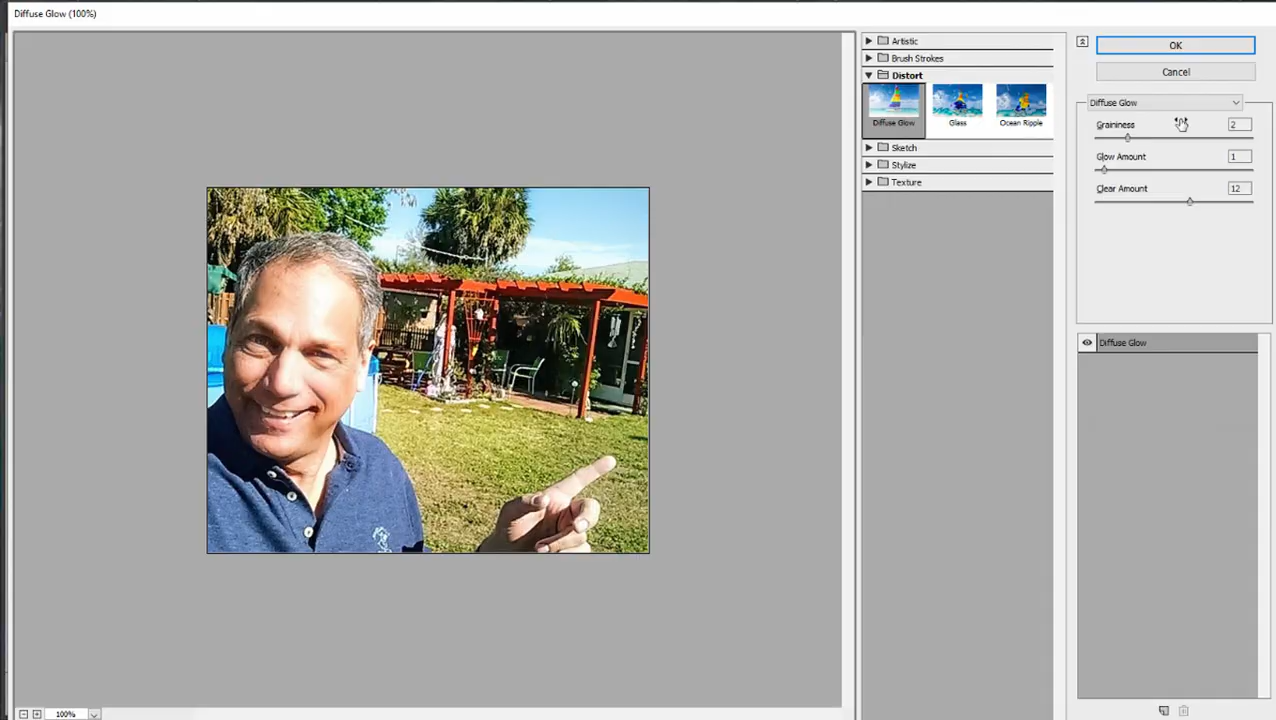 Diffuse Glow (100%)
Artistic
Brush Strokes
Distort
Diffuse Glow
Glass
Ocean Ripple
Sketch
Stylize
Texture
OK
Cancel
Diffuse Glow
Graininess 2
Glow Amount 1
Clear Amount 12
Diffuse Glow
100%